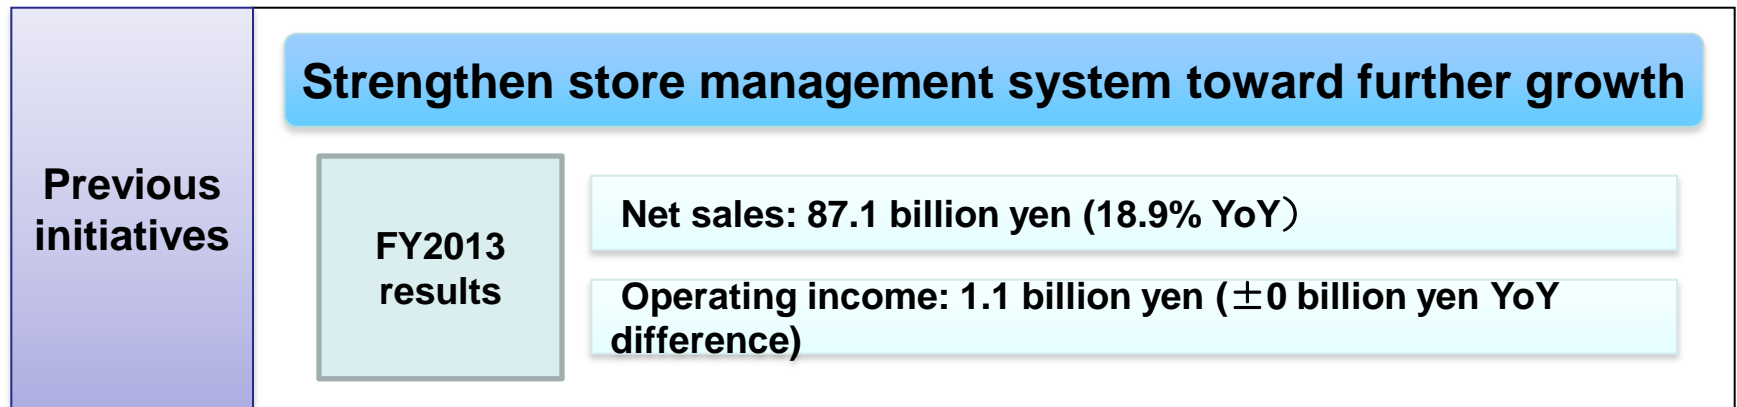 Strengthen store management system toward further growth
Previous
initiatives
FY2013
results
Net sales: 87.1 billion yen (18.9% YoY）
Operating income: 1.1 billion yen (±0 billion yen YoY
difference)